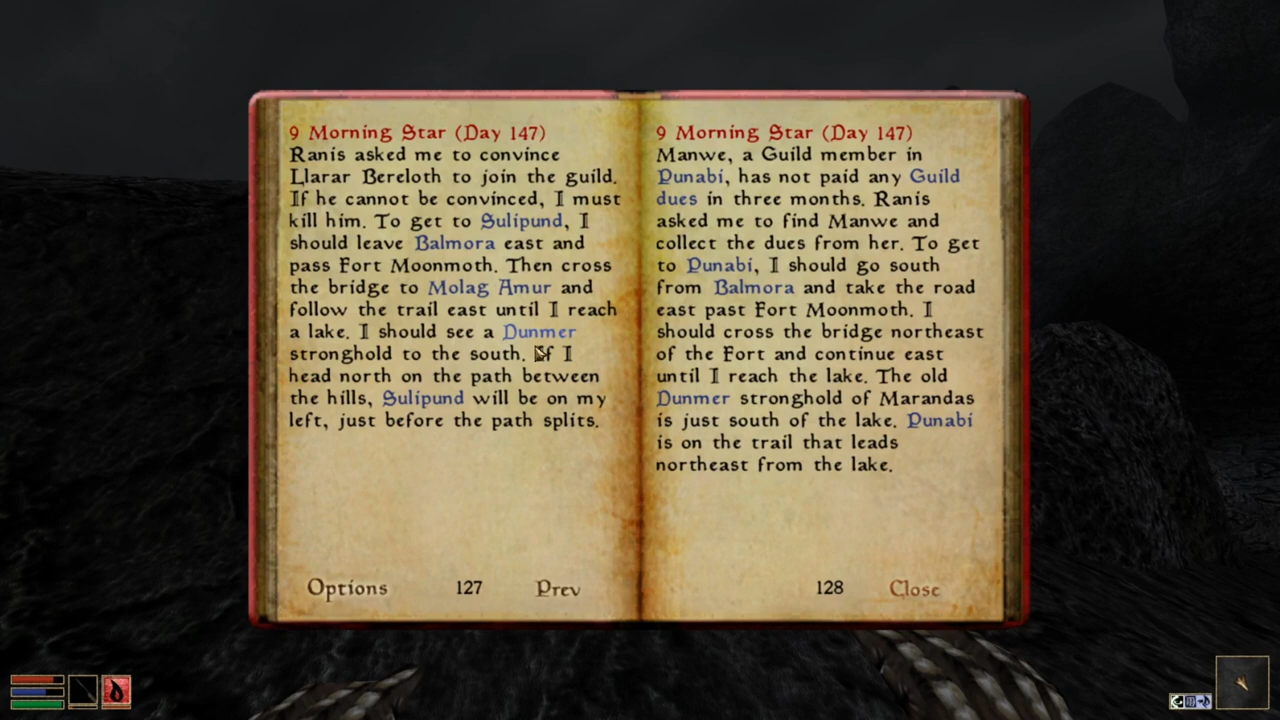 9 Morning Star (Day 147)
Ranis asked me to convince
Llarar Bereloth to join the guild.
If he cannot be convinced, I must
kill him. To get to Sulipund, I
should leave Balmora east and
pass Fort Moonmoth. Then cross
the bridge to Molag Amur and
follow the trail east until I reach
a lake. I should see a Dunmer
stronghold to the south. If I
head north on the path between
the hills, Sulipund will be on my
left, just before the path splits.
Options
127
Prev
9 Morning Star (Day 147)
Manwe, a Guild member in
Punabi, has not paid any Guild
dues in three months. Ranis
asked me to find Manwe and
collect the dues from her. To get
to Punabi, I should go south
from Balmora and take the road
east past Fort Moonmoth. I
should cross the bridge northeast
of the Fort and continue east
until I reach the lake. The old
Dunmer stronghold of Marandas
is just south of the lake. Punabi
is on the trail that leads
northeast from the lake.
128
Close